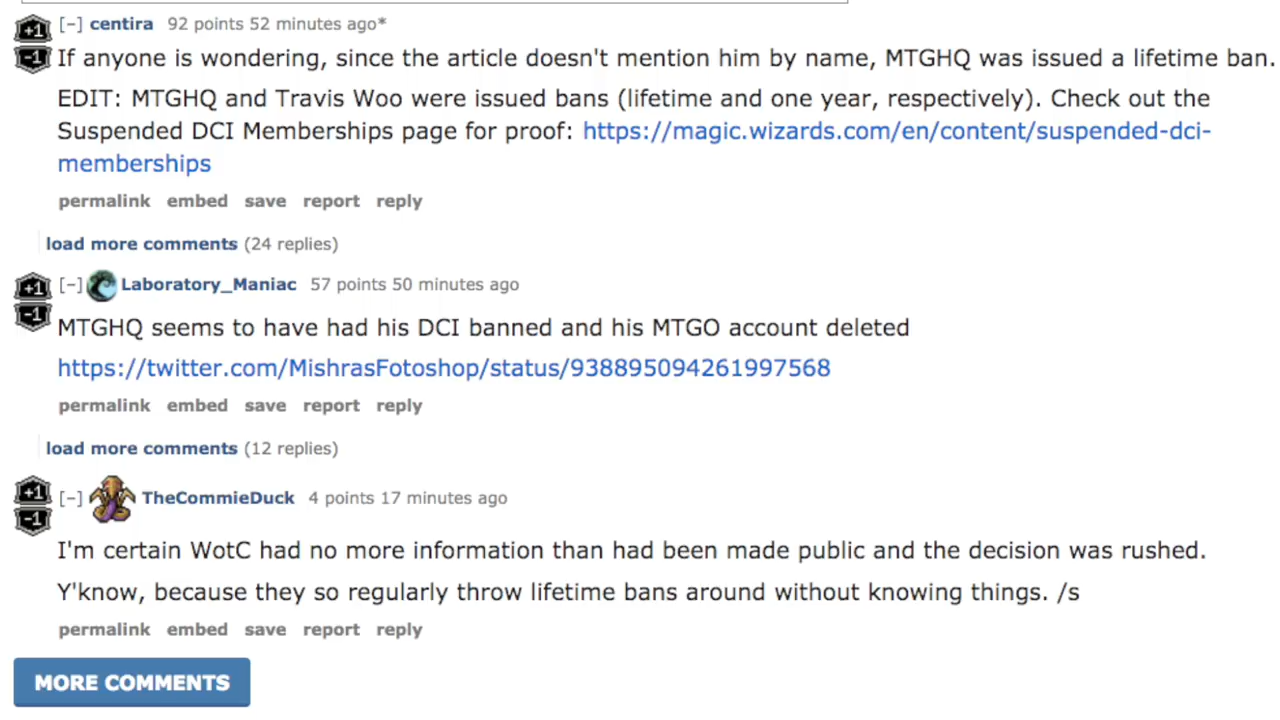 +1 [–] centira 92 points 52 minutes ago*
-1 If anyone is wondering, since the article doesn't mention him by name, MTGHQ was issued a lifetime ban.
EDIT: MTGHQ and Travis Woo were issued bans (lifetime and one year, respectively). Check out the
Suspended DCI Memberships page for proof: https://magic.wizards.com/en/content/suspended-dci-
memberships
permalink embed save report reply
load more comments (24 replies)
+1 [–] Laboratory_Maniac 57 points 50 minutes ago
-1
MTGHQ seems to have had his DCI banned and his MTGO account deleted
https://twitter.com/MishrasFotoshop/status/938895094261997568
permalink embed save report reply
load more comments (12 replies)
+1 [–] TheCommieDuck 4 points 17 minutes ago
-1
I'm certain WotC had no more information than had been made public and the decision was rushed.
Y'know, because they so regularly throw lifetime bans around without knowing things. /s
permalink embed save report reply
MORE COMMENTS